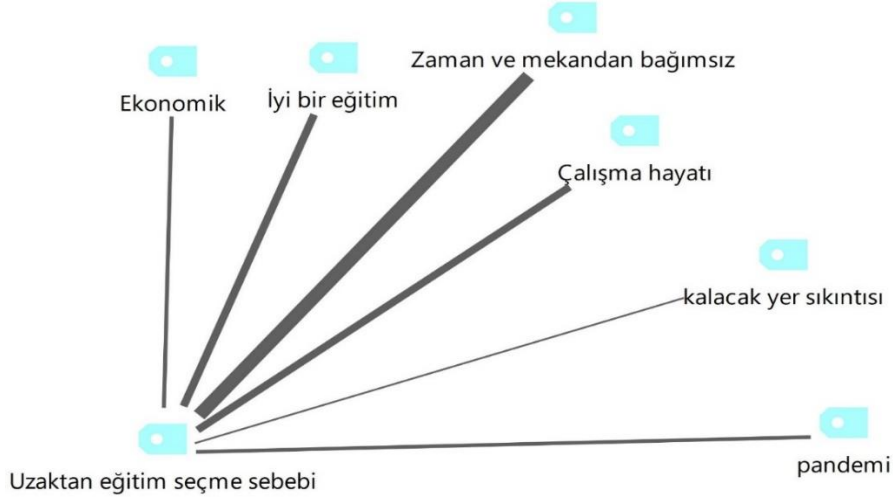 Zaman ve mekandan bağımsız
Ekonomik
İyi bir eğitim
Çalışma hayatı
kalacak yer sıkıntısı
pandemi
Uzaktan eğitim seçme sebebi